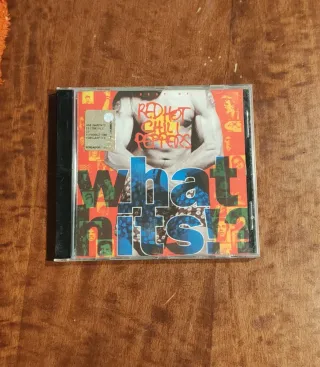 RED HOT
CHILI
PEPPERS
what
hits!?